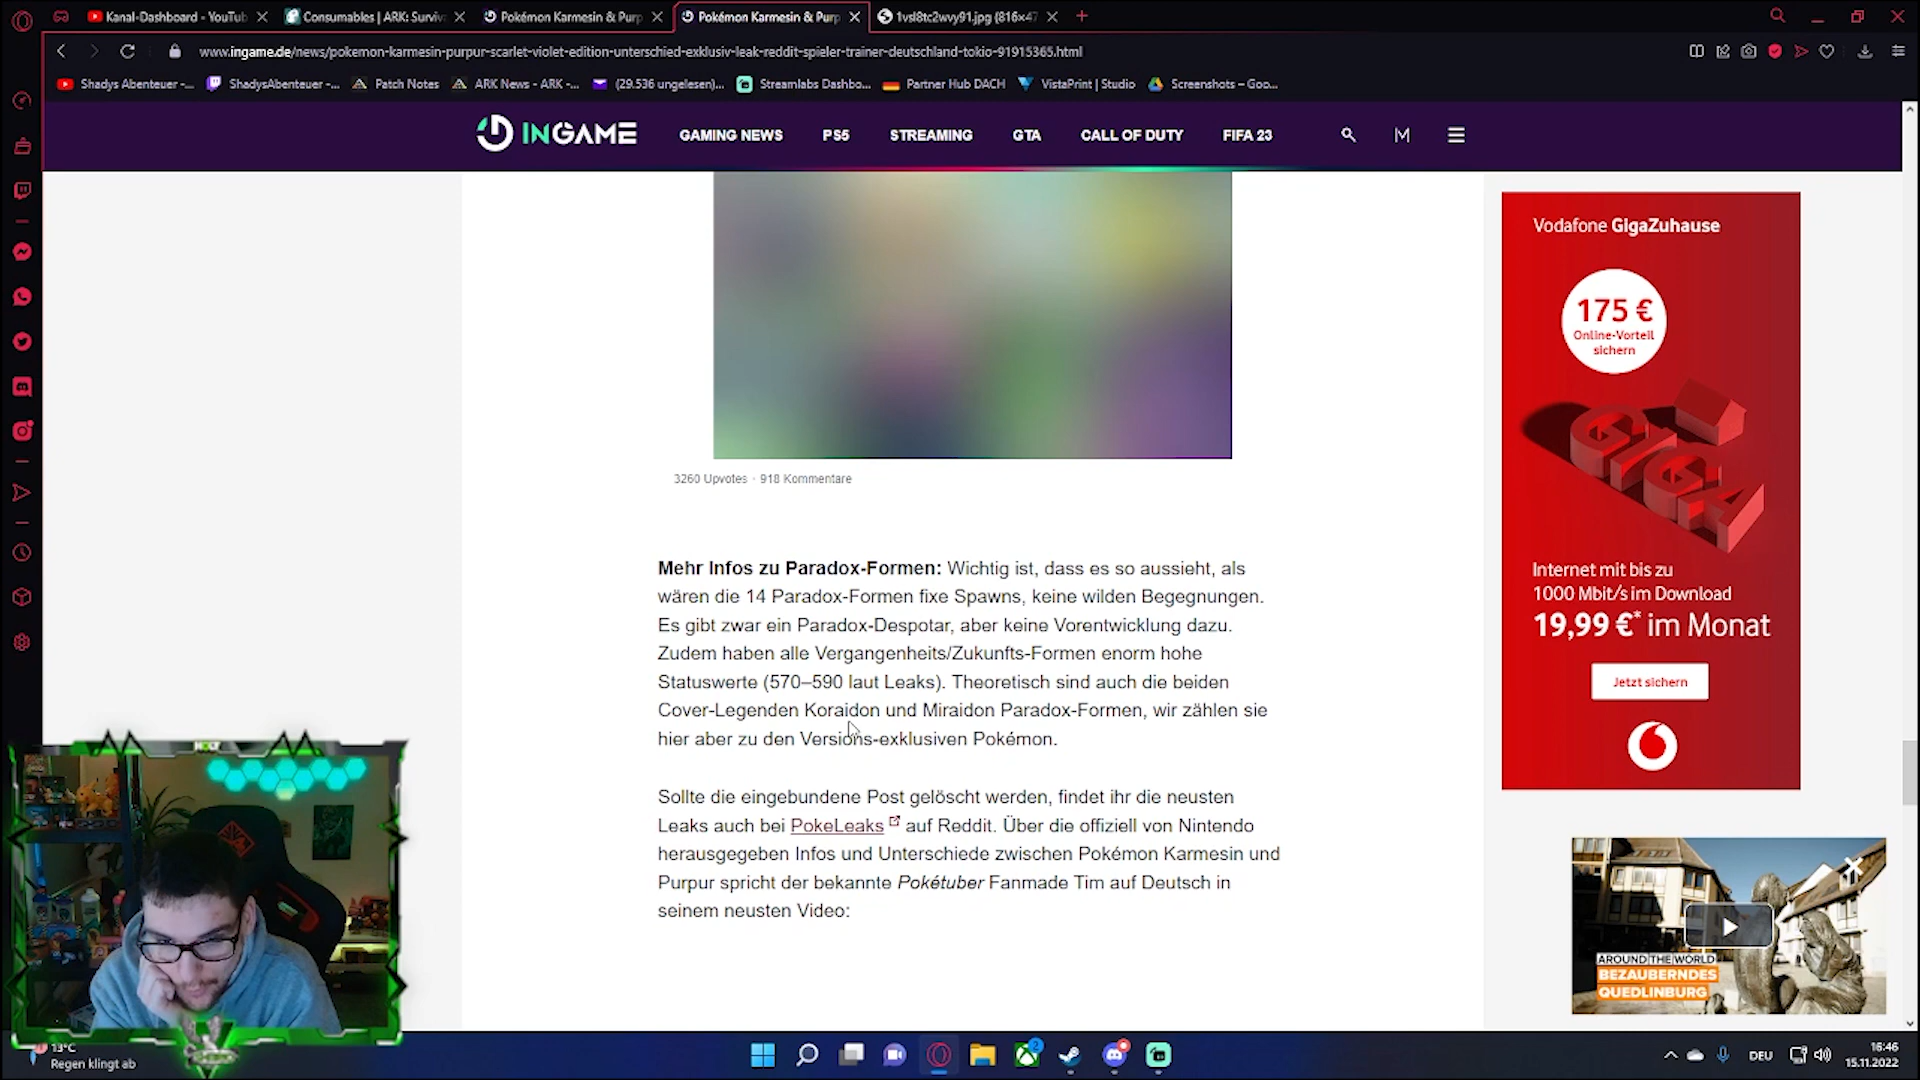 Kanal-Dashboard - YouTub
Consumables | ARK: Surviv
Pokémon Karmesin & Purp
Pokémon Karmesin & Purp
1vsl8tc2wvy91.jpg (816×47
www.ingame.de/news/pokemon-karmesin-purpur-scarlet-violet-edition-unterschied-exklusiv-leak-reddit-spieler-trainer-deutschland-tokio-91915365.html
Shadys Abenteuer -...
ShadysAbenteuer -...
Patch Notes
ARK News - ARK -...
(29.536 ungelesen)...
Streamlabs Dashbo...
Partner Hub DACH
VistaPrint | Studio
Screenshots – Goo...
INGAME
GAMING NEWS
PS5
STREAMING
GTA
CALL OF DUTY
FIFA 23
3260 Upvotes · 918 Kommentare
Mehr Infos zu Paradox-Formen: Wichtig ist, dass es so aussieht, als
wären die 14 Paradox-Formen fixe Spawns, keine wilden Begegnungen.
Es gibt zwar ein Paradox-Despotar, aber keine Vorentwicklung dazu.
Zudem haben alle Vergangenheits/Zukunfts-Formen enorm hohe
Statuswerte (570–590 laut Leaks). Theoretisch sind auch die beiden
Cover-Legenden Koraidon und Miraidon Paradox-Formen, wir zählen sie
hier aber zu den Versions-exklusiven Pokémon.
Sollte die eingebundene Post gelöscht werden, findet ihr die neusten
Leaks auch bei PokeLeaks auf Reddit. Über die offiziell von Nintendo
herausgegeben Infos und Unterschiede zwischen Pokémon Karmesin und
Purpur spricht der bekannte Pokétuber Fanmade Tim auf Deutsch in
seinem neusten Video:
Vodafone GigaZuhause
175 €
Online-Vorteil
sichern
GIGA
Internet mit bis zu
1000 Mbit/s im Download
19,99 €* im Monat
Jetzt sichern
AROUND THE WORLD
BEZAUBERNDES
QUEDLINBURG
13°C
Regen klingt ab
DEU
16:46
15.11.2022